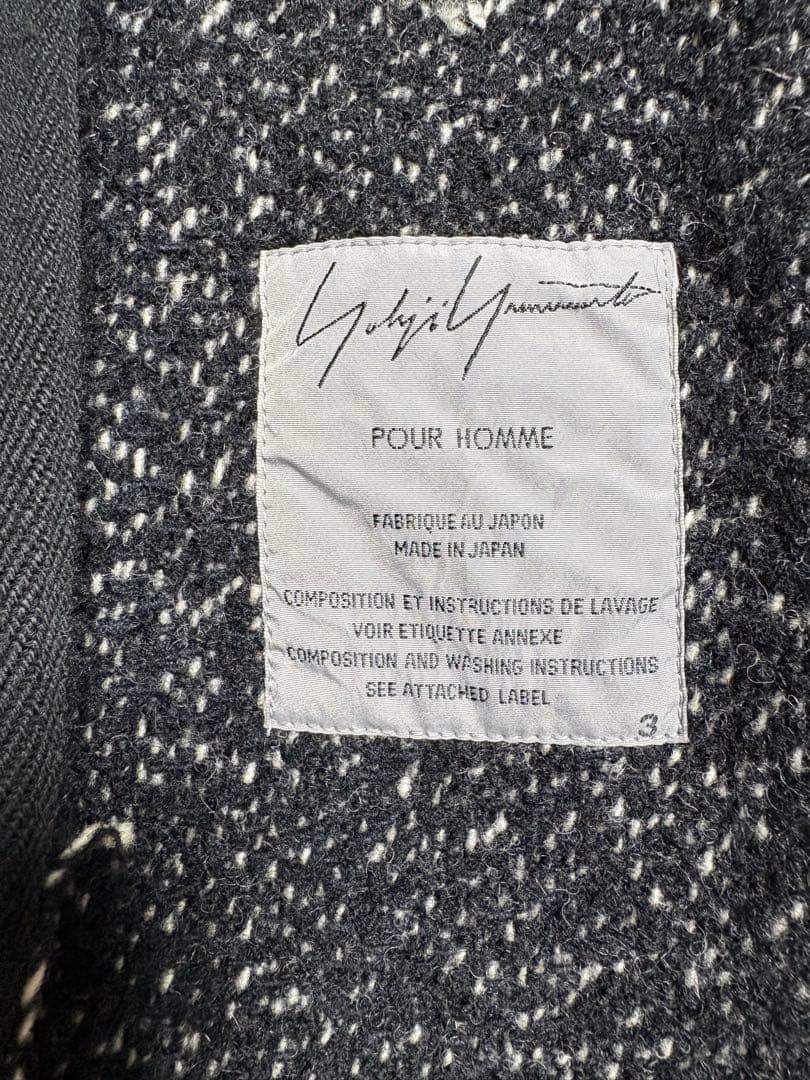 Yohji Yamamoto
POUR HOMME
FABRIQUE AU JAPON
MADE IN JAPAN
COMPOSITION ET INSTRUCTIONS DE LAVAGE
VOIR ETIQUETTE ANNEXE
COMPOSITION AND WASHING INSTRUCTIONS
SEE ATTACHED LABEL
3